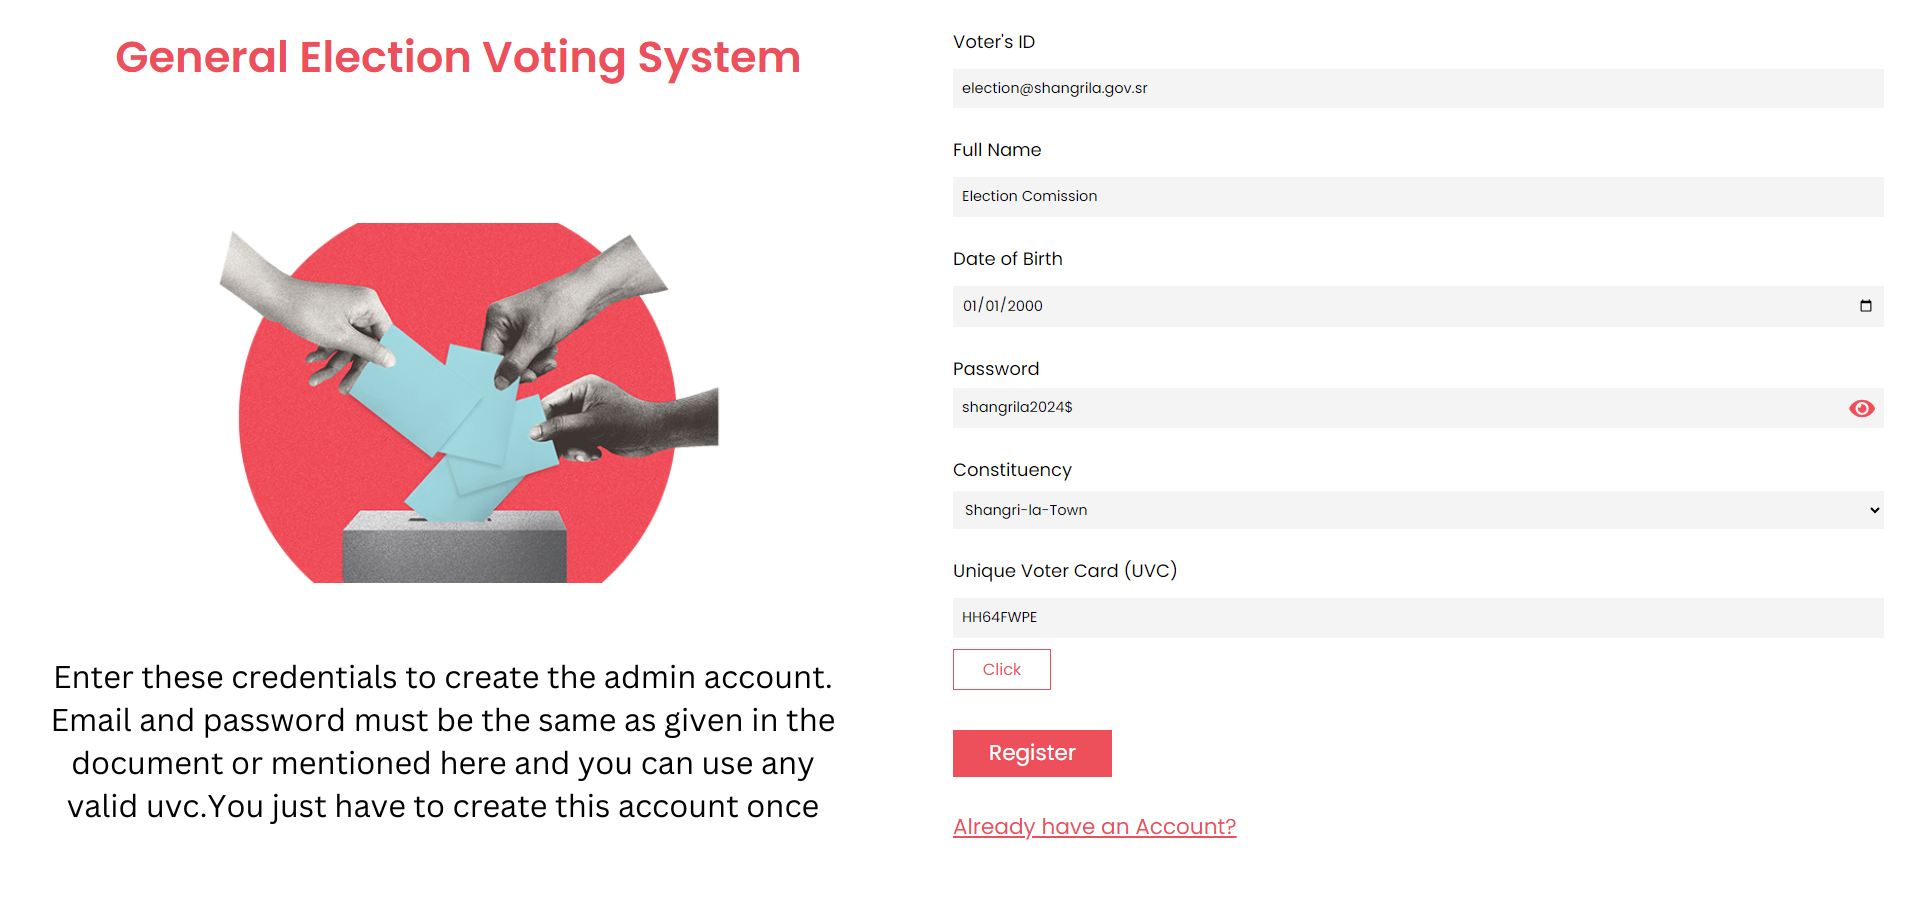 General Election Voting System
Enter these credentials to create the admin account.
Email and password must be the same as given in the
document or mentioned here and you can use any
valid uvc.You just have to create this account once
Voter's ID
election@shangrila.gov.sr
Full Name
Election Comission
Date of Birth
01/01/2000
Password
shangrila2024$
Constituency
Shangri-la-Town
Unique Voter Card (UVC)
HH64FWPE
Click
Register
Already have an Account?